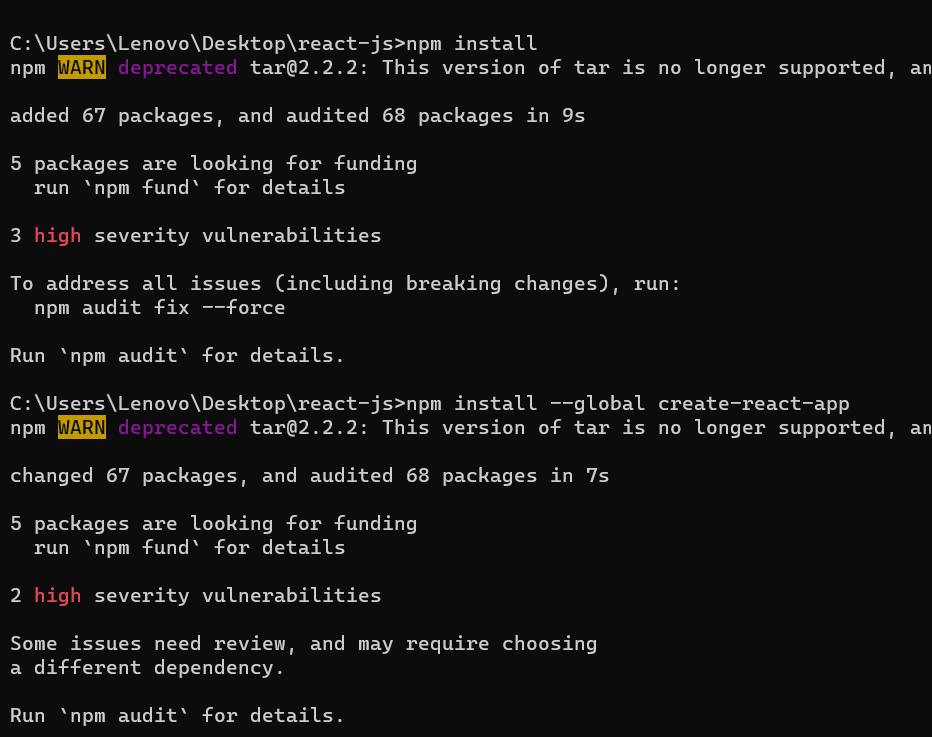 C:\Users\Lenovo\Desktop\react-js>npm install
npm WARN deprecated tar@2.2.2: This version of tar is no longer supported, an
added 67 packages, and audited 68 packages in 9s
5 packages are looking for funding
  run `npm fund` for details
3 high severity vulnerabilities
To address all issues (including breaking changes), run:
  npm audit fix --force
Run `npm audit` for details.
C:\Users\Lenovo\Desktop\react-js>npm install --global create-react-app
npm WARN deprecated tar@2.2.2: This version of tar is no longer supported, an
changed 67 packages, and audited 68 packages in 7s
5 packages are looking for funding
  run `npm fund` for details
2 high severity vulnerabilities
Some issues need review, and may require choosing
a different dependency.
Run `npm audit` for details.